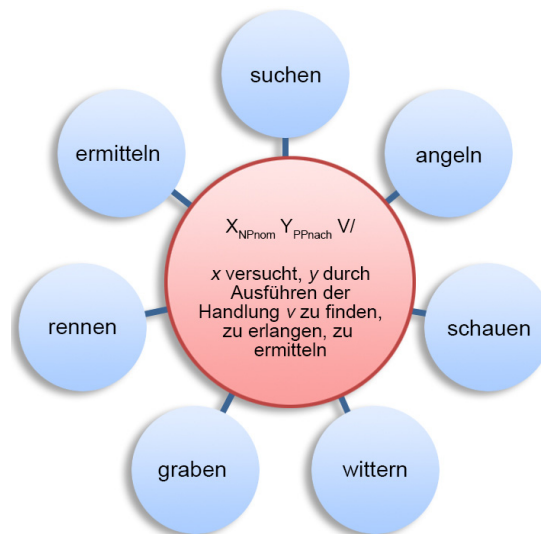 suchen
ermitteln
angeln
X_NPnom Y_PPnach V/
x versucht, y durch
Ausführen der
Handlung v zu finden,
zu erlangen, zu
ermitteln
rennen
schauen
graben
wittern